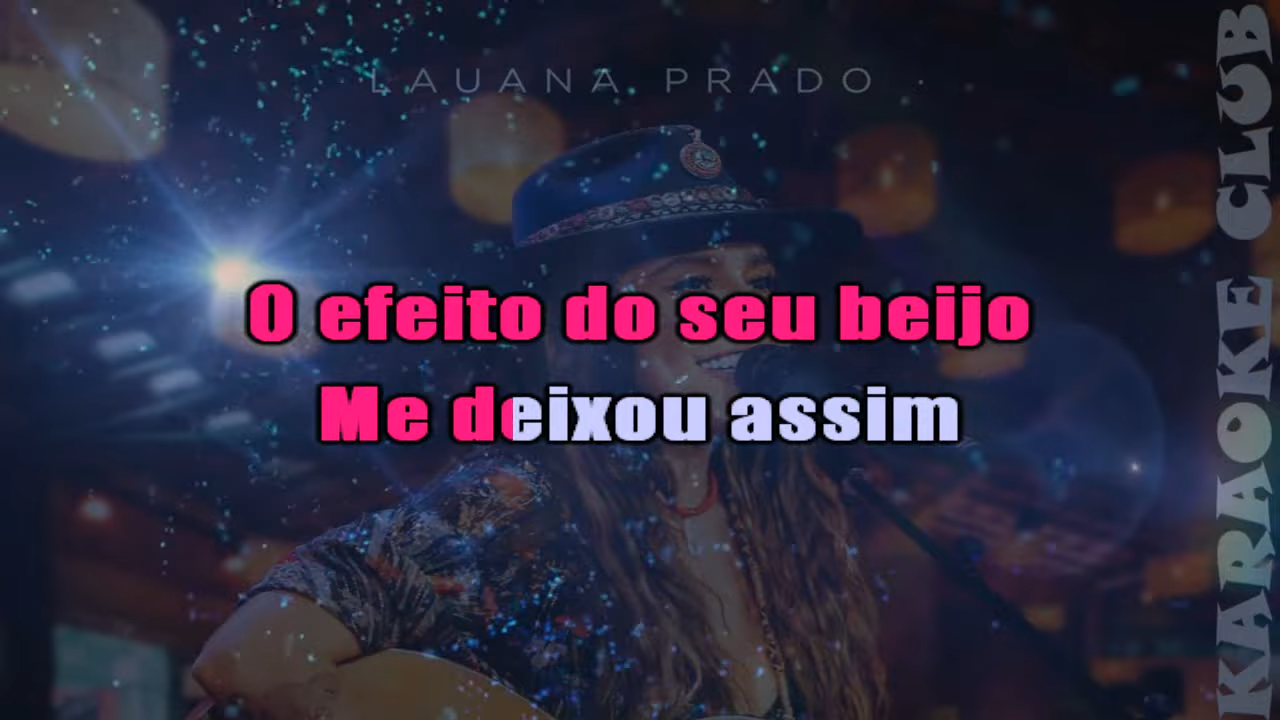 LAUANA PRADO ·
O efeito do seu beijo
Me deixou assim
KARAOKE CLUB